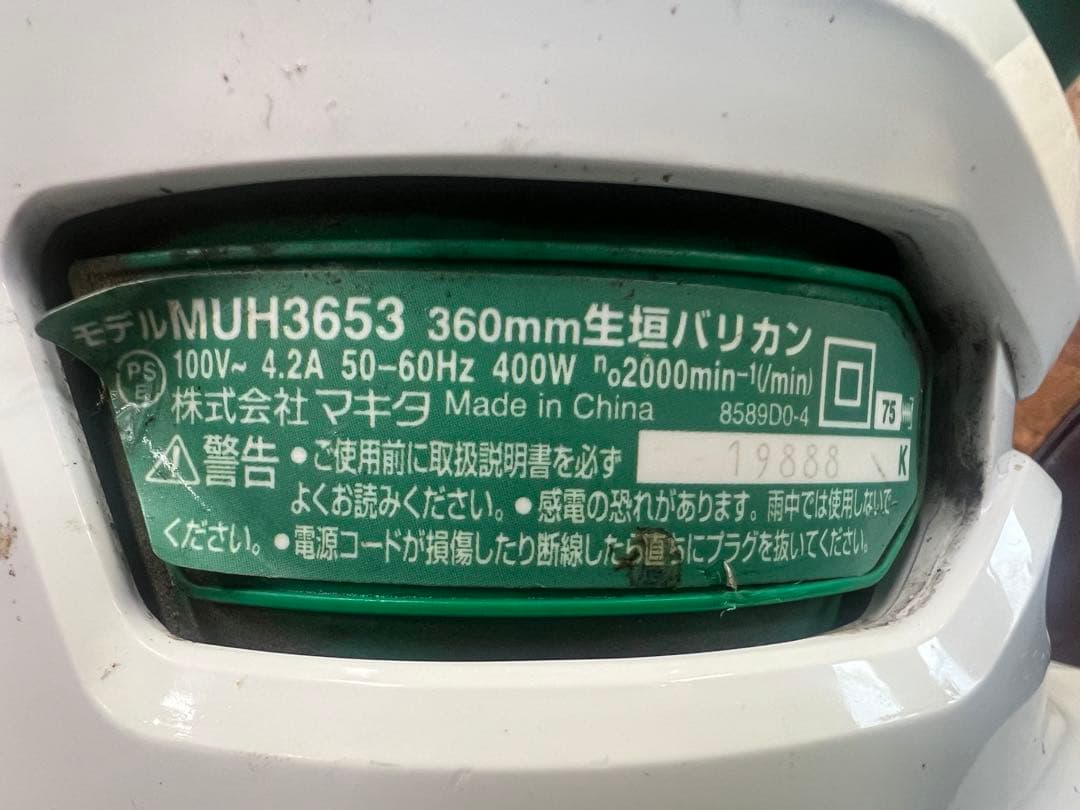 モデルMUH3653 360mm生垣バリカン
PS
E
100V~ 4.2A 50-60Hz 400W n₀2000min⁻¹(/min)
株式会社 マキタ Made in China 8589D0-4 75
⚠警告 •ご使用前に取扱説明書を必ず 19888 K
よくお読みください。•感電の恐れがあります。雨中では使用しないで
ください。•電源コードが損傷したり断線したら直ちにプラグを抜いてください。